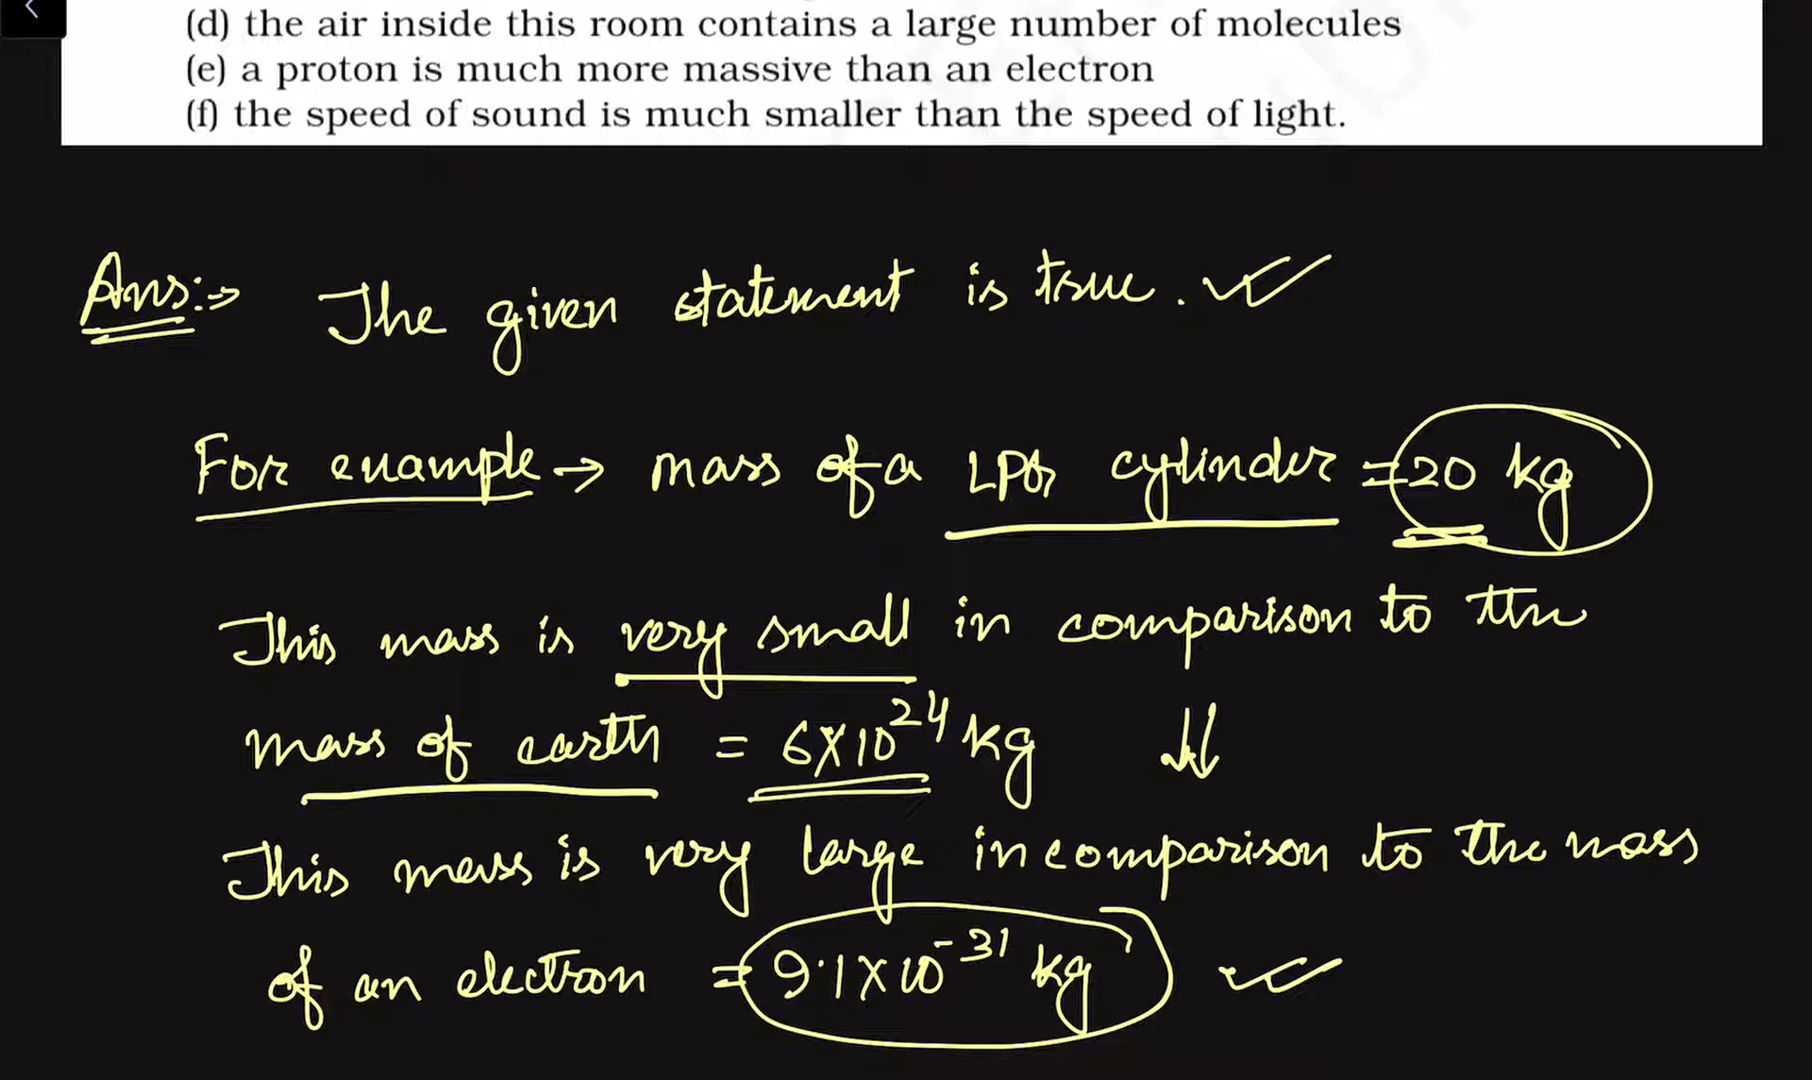 (d) the air inside this room contains a large number of molecules
(e) a proton is much more massive than an electron
(f) the speed of sound is much smaller than the speed of light.
Ans:⇒ The given statement is true.
For example → mass of a LPG cylinder = 20 kg
This mass is very small in comparison to the
mass of earth = 6×10²⁴ kg
This mass is very large in comparison to the mass
of an electron = 9.1×10⁻³¹ kg